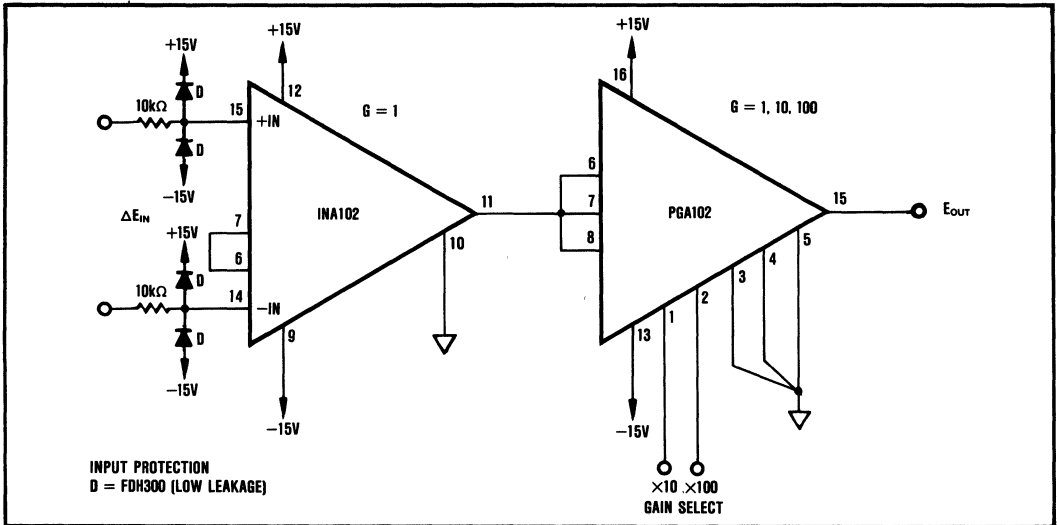 +15V
+15V
+15V
D
12
16
10kΩ
15
+IN
G = 1
G = 1, 10, 100
D
6
−15V
ΔEIN
7
INA102
11
7
PGA102
15
EOUT
+15V
6
10
8
5
D
4
10kΩ
14
−IN
3
2
D
9
13
1
−15V
−15V
−15V
INPUT PROTECTION
D = FDH300 (LOW LEAKAGE)
×10
×100
GAIN SELECT